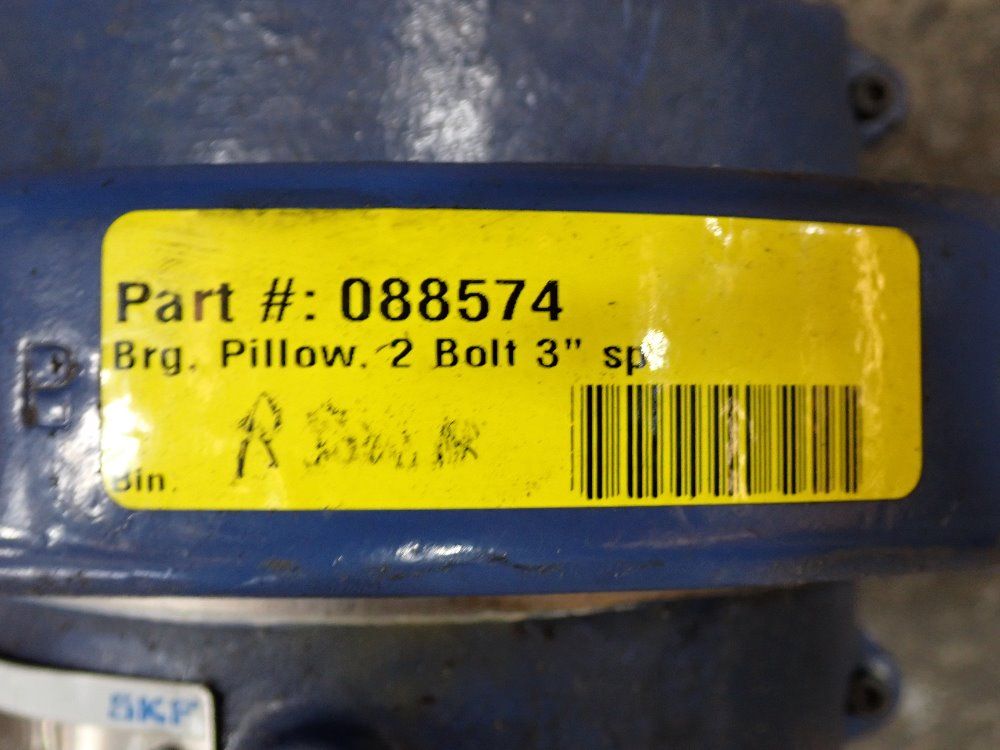 Part #: 088574
Brg, Pillow, 2 Bolt 3" sp
Bin.
SKF